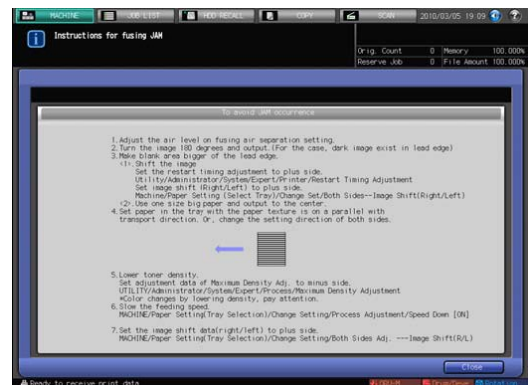 MACHINE
JOB LIST
HDD RECALL
COPY
SCAN
2010/03/05 19 09
?
i
Instructions for fusing JAM
Orig. Count 0 Memory 100.000%
Reserve Job 0 File Amount 100.000%
To avoid JAM occurrence
1.Adjust the air level on fusing air separation setting.
2.Turn the image 180 degrees and output.(For the case, dark image exist in lead edge)
3.Make blank area bigger of the lead edge.
<1>.Shift the image
Set the restart timing adjustment to plus side.
Utility/Administrator/System/Expert/Printer/Restart Timing Adjustment
Set image shift (Right/Left) to plus side.
Machine/Paper Setting (Select Tray)/Change Set/Both Sides--Image Shift(Right/Left)
<2>.Use one size big paper and output to the center.
4.Set paper in the tray with the paper texture is on a parallel with
transport direction. Or, change the setting direction of both sides.
5.Lower toner density.
Set adjustment data of Maximum Density Adj. to minus side.
UTILITY/Administrator/System/Expert/Process/Maximum Density Adjustment
*Color changes by lowering density, pay attention.
6.Slow the feeding speed.
MACHINE/Paper Setting(Tray Selection)/Change Setting/Process Adjustment/Speed Down [ON]
7.Set the image shift data(right/left) to plus side.
MACHINE/Paper Setting(Tray Selection)/Change Setting/Both Sides Adj. ---Image Shift(R/L)
Close
Ready to receive print data
Rotation